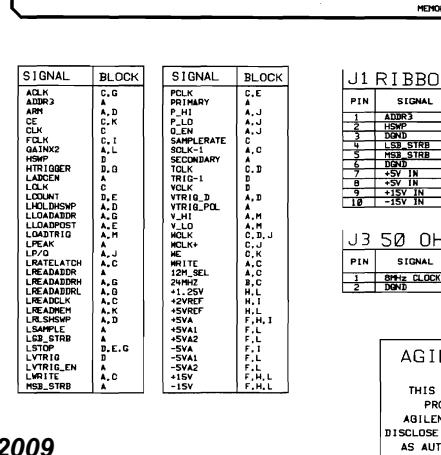 MEMO
SIGNAL BLOCK
ACLK C,G
ADDR3 A
ARM A,D
CE C,K
CLK C
FCLK C,I
GAINX2 A,L
HSWP D
HTRIGGER D,G
LADCEN A
LCLK C
LCOUNT D,E
LHOLDHSWP A,D
LLOADADDR A,G
LLOADPOST A,E
LOADTRIG A,M
LPEAK A
LP/Q A,J
LRATELATCH A,C
LREADADDR A
LREADADDRH A,G
LREADADDRL A,G
LREADCLK A,C
LREADMEM A,K
LRLSHSWP A,D
LSAMPLE A
LSB_STRB A
LSTOP D,E,G
LVTRIG D
LVTRIG_EN A
LWRITE A,C
MSB_STRB A
SIGNAL BLOCK
PCLK C,E
PRIMARY A
P_HI A,J
P_LO A,J
Q_EN A,J
SAMPLERATE C
SCLK-1 A,C
SECONDARY A
TCLK C,D
TRIG-1 D
VCLK D
VTRIG_D A,D
VTRIG_POL A
V_HI A,M
V_LO A,M
WCLK C,D,J
WCLK+ C,J
WE C,K
WRITE A,C
12M_SEL A,C
24MHZ B,C
+1.25V H,L
+2VREF H,I
+5VREF H,L
+5VA F,H,I
+5VA1 F,L
+5VA2 F,L
-5VA F,I
-5VA1 F,L
-5VA2 F,L
+15V F,H,L
-15V F,H,L
J1 RIBBO
PIN SIGNAL
1 ADDR3
2 HSWP
3 DGND
4 LSB_STRB
5 MSB_STRB
6 DGND
7 +5V IN
8 +5V IN
9 +15V IN
10 -15V IN
J3 50 OH
PIN SIGNAL
1 8MHz CLOCK
2 DGND
AGIL
THIS
PRO
AGILEN
DISCLOSE
AS AUT
2009